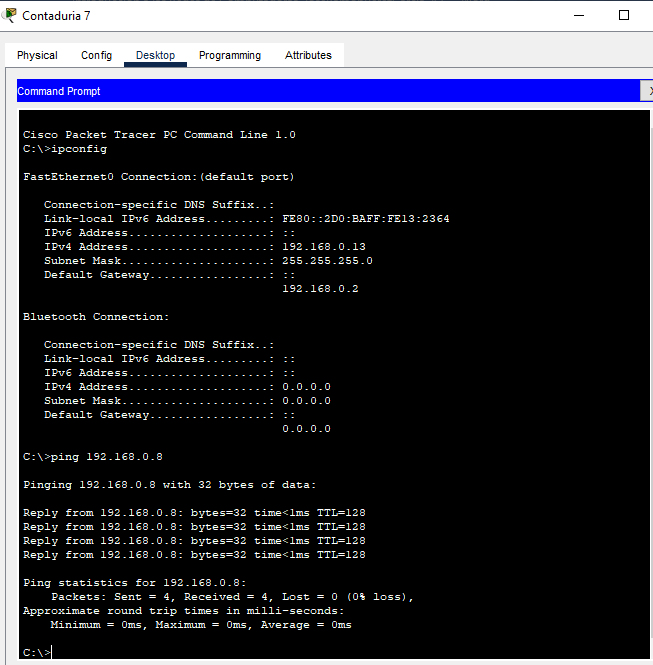 Contaduria 7
Physical Config Desktop Programming Attributes
Command Prompt
X
Cisco Packet Tracer PC Command Line 1.0
C:\>ipconfig
FastEthernet0 Connection:(default port)
Connection-specific DNS Suffix..:
Link-local IPv6 Address.........: FE80::2D0:BAFF:FE13:2364
IPv6 Address....................: ::
IPv4 Address....................: 192.168.0.13
Subnet Mask.....................: 255.255.255.0
Default Gateway.................: ::
192.168.0.2
Bluetooth Connection:
Connection-specific DNS Suffix..:
Link-local IPv6 Address.........: ::
IPv6 Address....................: ::
IPv4 Address....................: 0.0.0.0
Subnet Mask.....................: 0.0.0.0
Default Gateway.................: ::
0.0.0.0
C:\>ping 192.168.0.8
Pinging 192.168.0.8 with 32 bytes of data:
Reply from 192.168.0.8: bytes=32 time<1ms TTL=128
Reply from 192.168.0.8: bytes=32 time<1ms TTL=128
Reply from 192.168.0.8: bytes=32 time<1ms TTL=128
Reply from 192.168.0.8: bytes=32 time<1ms TTL=128
Ping statistics for 192.168.0.8:
Packets: Sent = 4, Received = 4, Lost = 0 (0% loss),
Approximate round trip times in milli-seconds:
Minimum = 0ms, Maximum = 0ms, Average = 0ms
C:\>